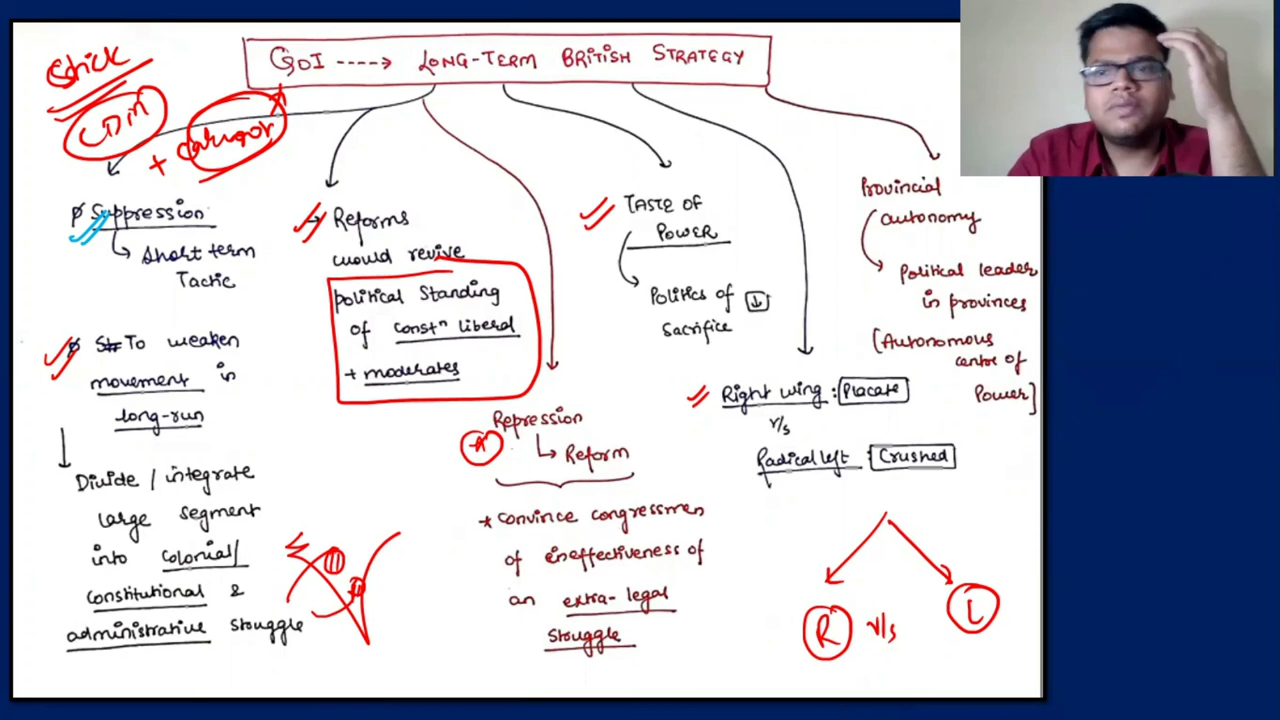 GOI ----> LONG-TERM BRITISH STRATEGY
Stick
CDM
+
Suppression
↳ Short term
Tactic
To weaken
movement in
long-run
Divide / integrate
large segment
into colonial/
constitutional &
administrative struggle
→ Reforms
would revive
political Standing
of constⁿ liberal
+ moderates
Repression
↳ Reform
* convince congressmen
of ineffectiveness of
an extra-legal
struggle
TASTE OF
POWER
Politics of ↓
Sacrifice
Right wing : Placate
v/s
Radical left : Crushed
R v/s L
Provincial
autonomy
Political leader
in provinces
[Autonomous
centre of
Power]